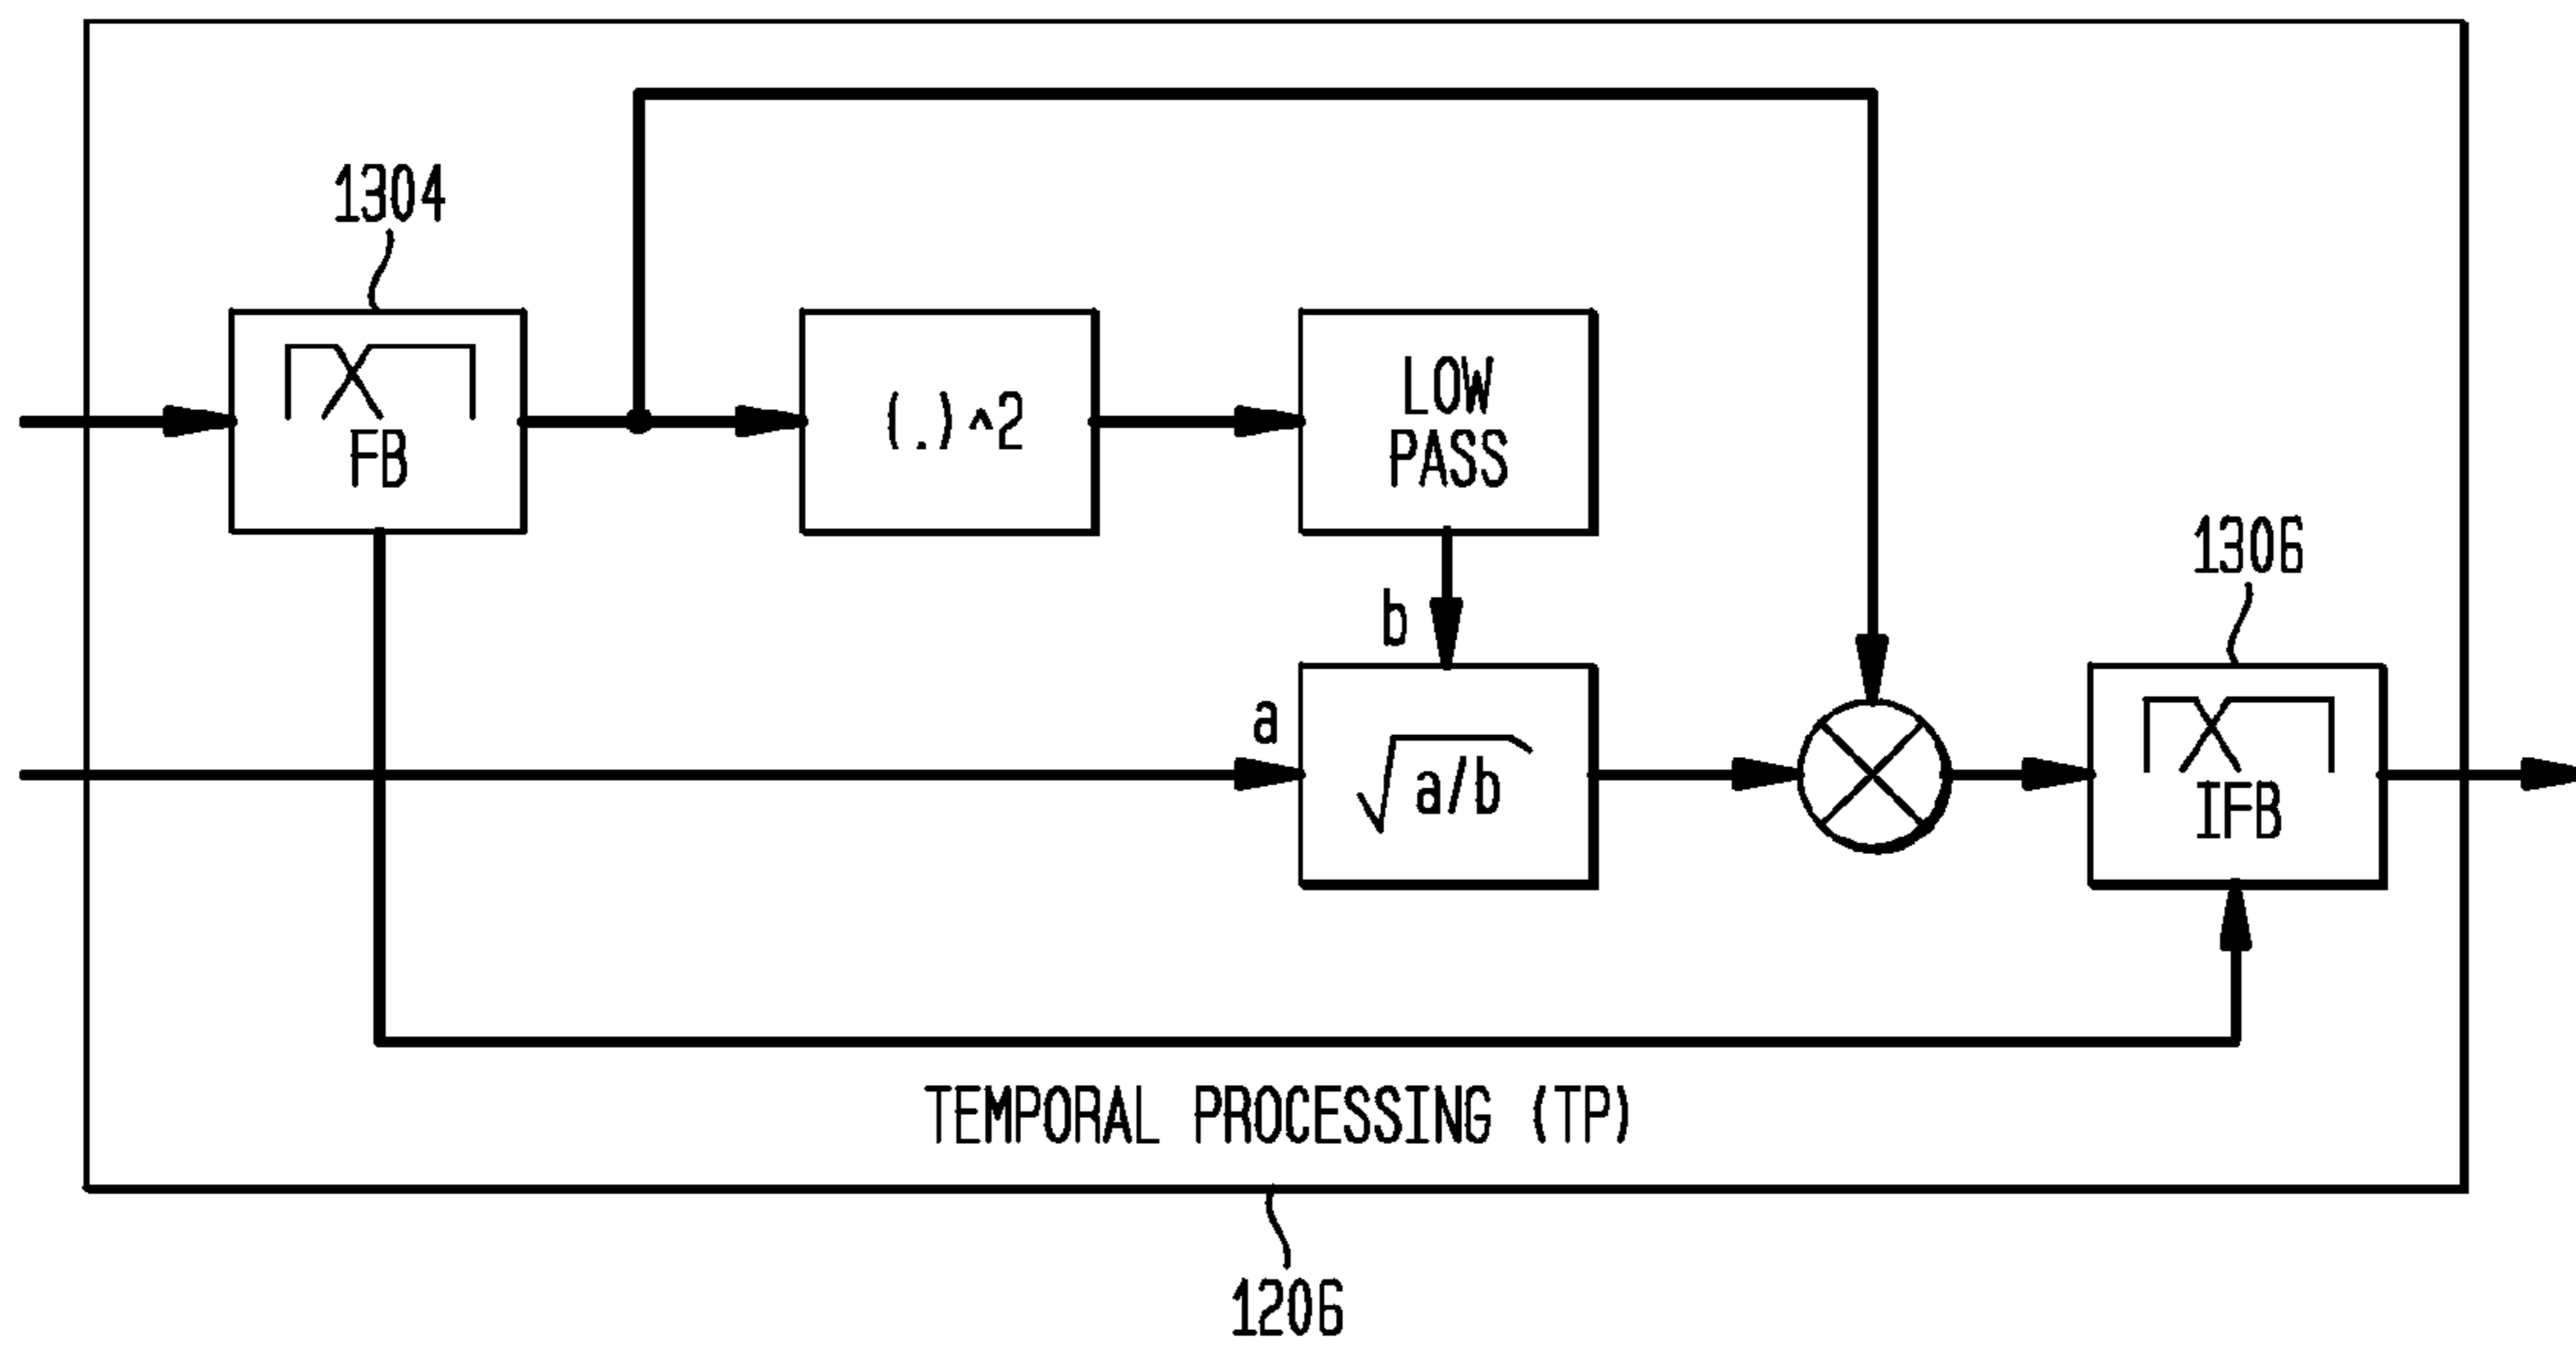 1304
FB
(.)^2
LOW
PASS
b
a
√a/b
1306
IFB
TEMPORAL PROCESSING (TP)
1206